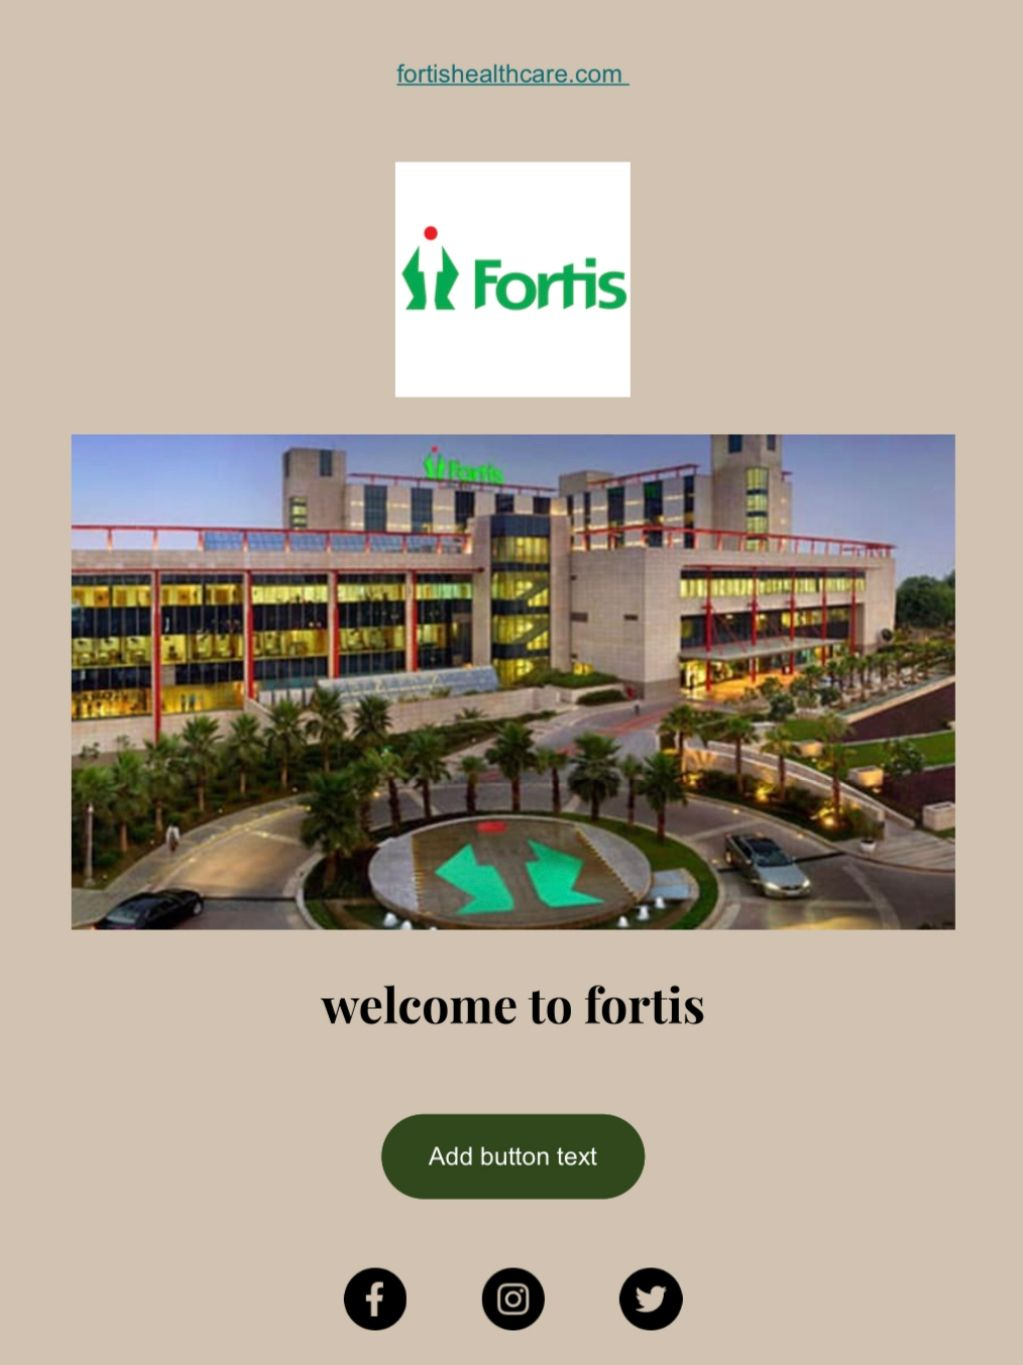 fortishealthcare.com
Fortis
Fortis
welcome to fortis
Add button text